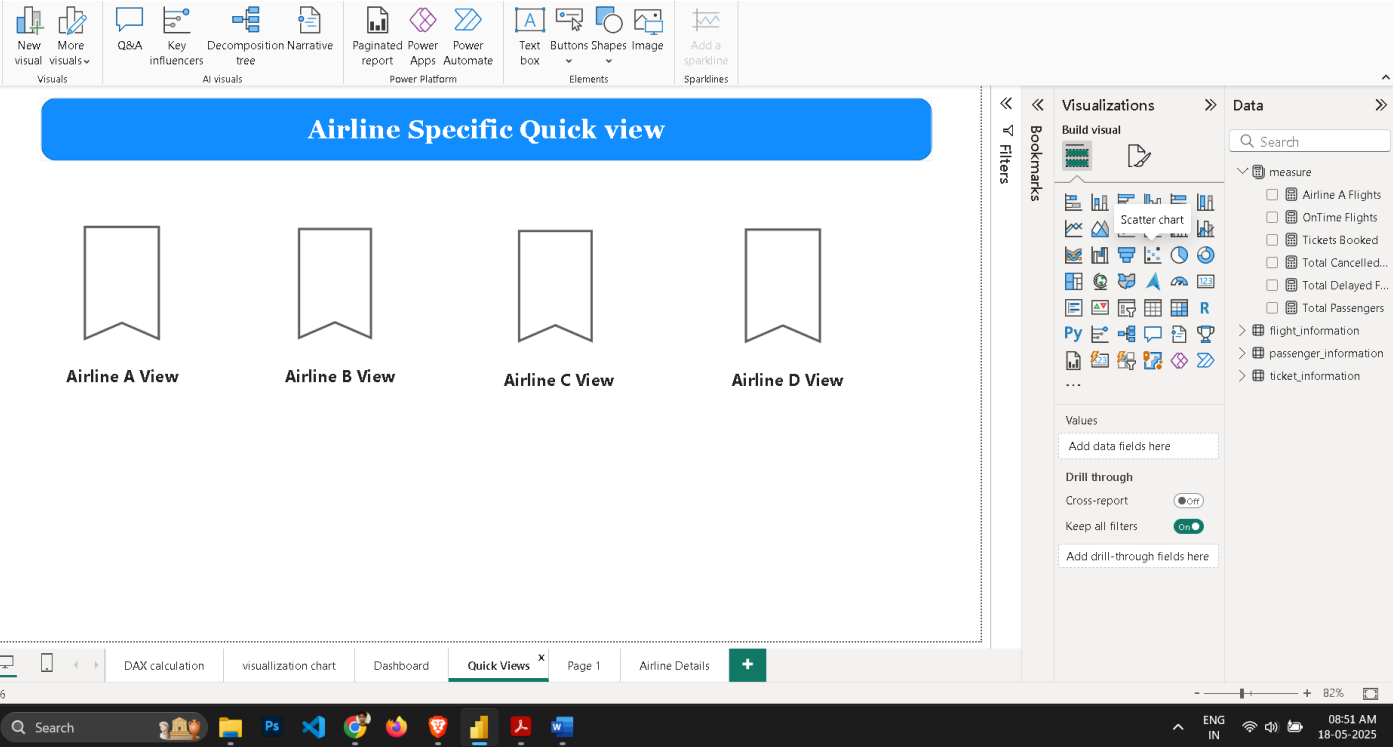 New visual
More visuals
Q&A
Key influencers
Decomposition tree
Narrative
Paginated report
Power Apps
Power Automate
A
Text box
Buttons
Shapes
Image
Add a sparkline
Visuals
AI visuals
Power Platform
Elements
Sparklines
Airline Specific Quick view
Airline A View
Airline B View
Airline C View
Airline D View
Filters
Bookmarks
Visualizations
Build visual
Scatter chart
123
R
Py
123
...
Values
Add data fields here
Drill through
Cross-report
Off
Keep all filters
On
Add drill-through fields here
Data
Search
measure
Airline A Flights
OnTime Flights
Tickets Booked
Total Cancelled...
Total Delayed F...
Total Passengers
flight_information
passenger_information
ticket_information
DAX calculation
visuallization chart
Dashboard
Quick Views
x
Page 1
Airline Details
+
6
-
+
82%
Search
Ps
W
ENG
IN
08:51 AM
18-05-2025